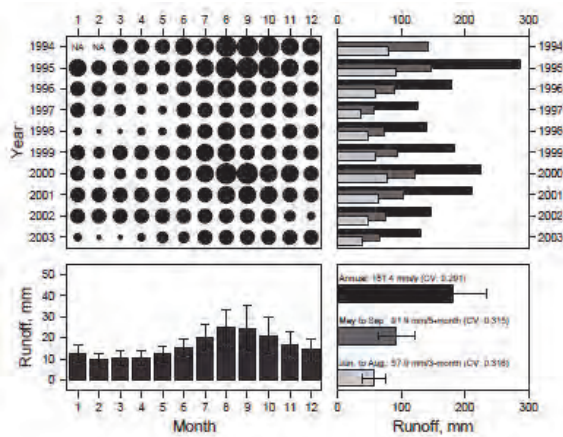 1 2 3 4 5 6 7 8 9 10 11 12
NA NA
1994
1995
1996
1997
1998
1999
2000
2001
2002
2003
Year
1994
1995
1996
1997
1998
1999
2000
2001
2002
2003
0 100 200 300
50
40
30
20
10
0
Runoff, mm
1 2 3 4 5 6 7 8 9 10 11 12
Month
Annual: 181.4 mm/y (CV: 0.291)
May to Sep.: 91.9 mm/5-month (CV: 0.315)
Jun. to Aug.: 57.9 mm/3-month (CV: 0.316)
0 100 200 300
Runoff, mm